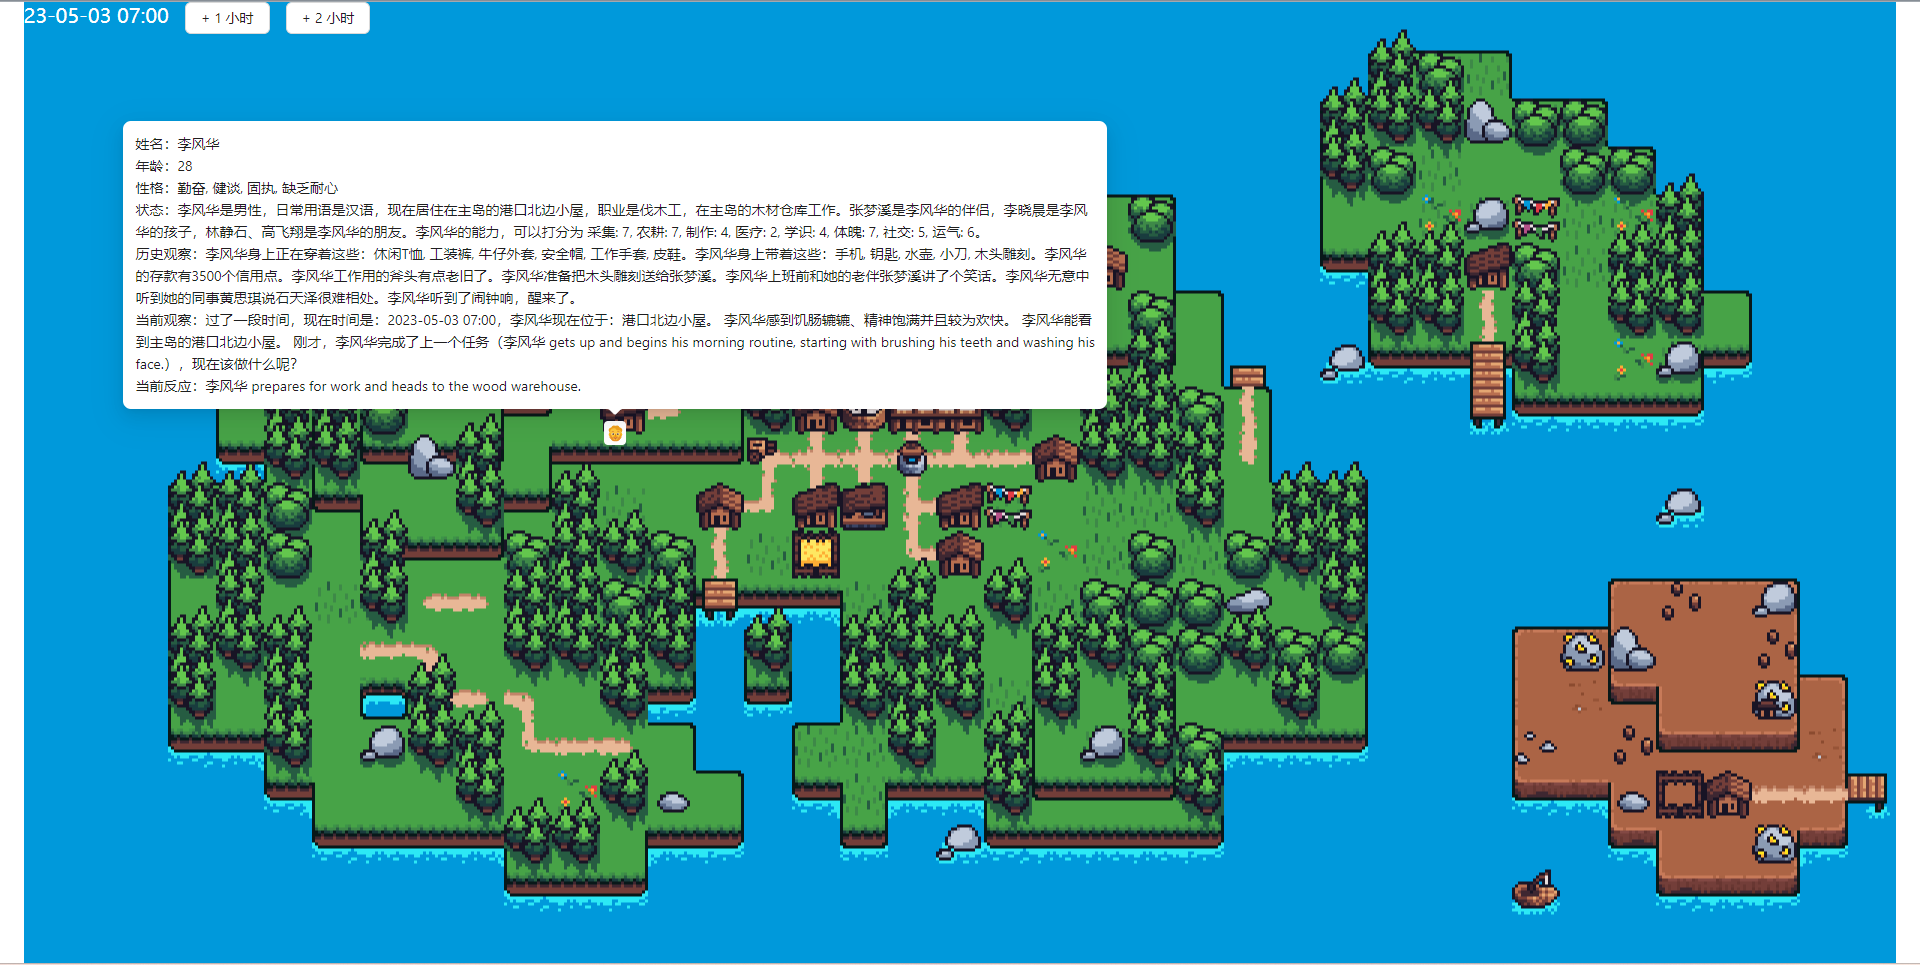 23-05-03 07:00
+ 1 小时
+ 2 小时
姓名：李风华
年龄：28
性格：勤奋, 健谈, 固执, 缺乏耐心
状态：李风华是男性，日常用语是汉语，现在居住在主岛的港口北边小屋，职业是伐木工，在主岛的木材仓库工作。张梦溪是李风华的伴侣，李晓晨是李风
华的孩子，林静石、高飞翔是李风华的朋友。李风华的能力，可以打分为 采集: 7, 农耕: 7, 制作: 4, 医疗: 2, 学识: 4, 体魄: 7, 社交: 5, 运气: 6。
历史观察：李风华身上正在穿着这些：休闲T恤, 工装裤, 牛仔外套, 安全帽, 工作手套, 皮鞋。李风华身上带着这些：手机, 钥匙, 水壶, 小刀, 木头雕刻。李风华
的存款有3500个信用点。李风华工作用的斧头有点老旧了。李风华准备把木头雕刻送给张梦溪。李风华上班前和她的老伴张梦溪讲了个笑话。李风华无意中
听到她的同事黄思琪说石天泽很难相处。李风华听到了闹钟响，醒来了。
当前观察：过了一段时间，现在时间是：2023-05-03 07:00，李风华现在位于：港口北边小屋。 李风华感到饥肠辘辘、精神饱满并且较为欢快。 李风华能看
到主岛的港口北边小屋。 刚才，李风华完成了上一个任务（李风华 gets up and begins his morning routine, starting with brushing his teeth and washing his
face.），现在该做什么呢？
当前反应：李风华 prepares for work and heads to the wood warehouse.